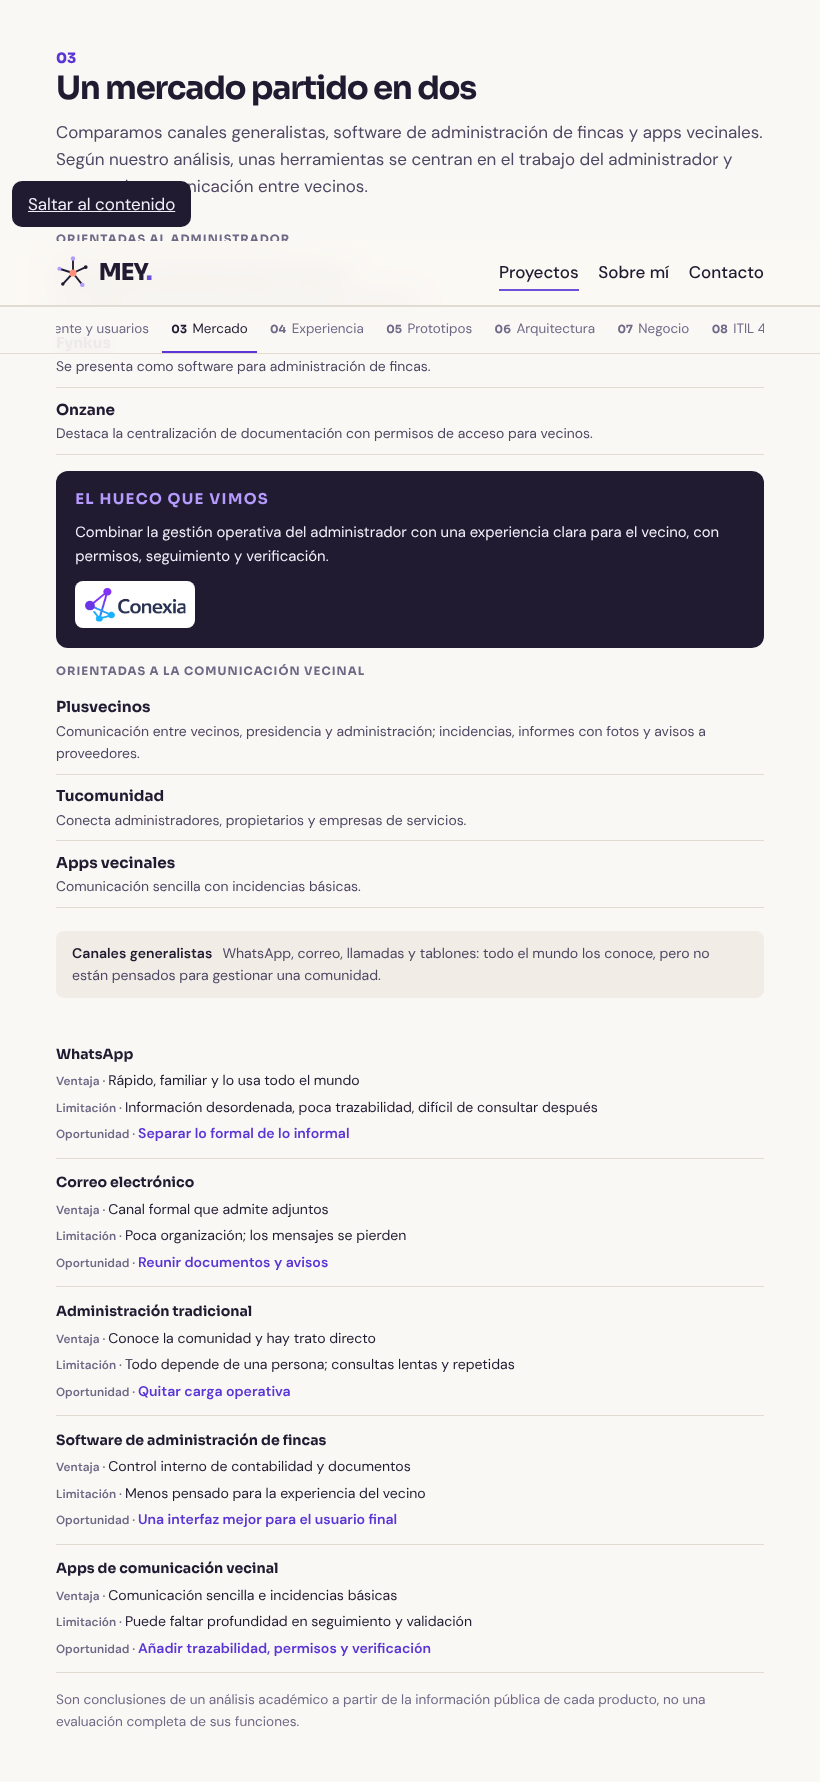 03
Un mercado partido en dos
Comparamos canales generalistas, software de administración de fincas y apps vecinales.
Según nuestro análisis, unas herramientas se centran en el trabajo del administrador y
entre vecinos.
Saltar al contenido
ORIENTADAS AL ADMINISTRADOR
MEY.
Proyectos Sobre mí Contacto
ente y usuarios 03 Mercado 04 Experiencia 05 Prototipos 06 Arquitectura 07 Negocio 08 ITIL 4
Fynkus
Se presenta como software para administración de fincas.
Onzane
Destaca la centralización de documentación con permisos de acceso para vecinos.
EL HUECO QUE VIMOS
Combinar la gestión operativa del administrador con una experiencia clara para el vecino, con
permisos, seguimiento y verificación.
Conexia
ORIENTADAS A LA COMUNICACIÓN VECINAL
Plusvecinos
Comunicación entre vecinos, presidencia y administración; incidencias, informes con fotos y avisos a
proveedores.
Tucomunidad
Conecta administradores, propietarios y empresas de servicios.
Apps vecinales
Comunicación sencilla con incidencias básicas.
Canales generalistas WhatsApp, correo, llamadas y tablones: todo el mundo los conoce, pero no
están pensados para gestionar una comunidad.
WhatsApp
Ventaja · Rápido, familiar y lo usa todo el mundo
Limitación · Información desordenada, poca trazabilidad, difícil de consultar después
Oportunidad · Separar lo formal de lo informal
Correo electrónico
Ventaja · Canal formal que admite adjuntos
Limitación · Poca organización; los mensajes se pierden
Oportunidad · Reunir documentos y avisos
Administración tradicional
Ventaja · Conoce la comunidad y hay trato directo
Limitación · Todo depende de una persona; consultas lentas y repetidas
Oportunidad · Quitar carga operativa
Software de administración de fincas
Ventaja · Control interno de contabilidad y documentos
Limitación · Menos pensado para la experiencia del vecino
Oportunidad · Una interfaz mejor para el usuario final
Apps de comunicación vecinal
Ventaja · Comunicación sencilla e incidencias básicas
Limitación · Puede faltar profundidad en seguimiento y validación
Oportunidad · Añadir trazabilidad, permisos y verificación
Son conclusiones de un análisis académico a partir de la información pública de cada producto, no una
evaluación completa de sus funciones.